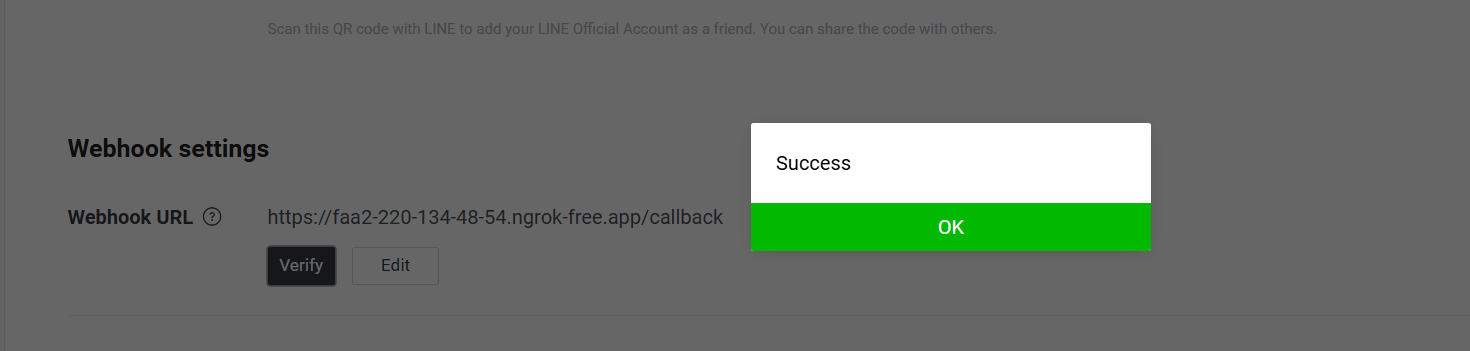 Scan this QR code with LINE to add your LINE Official Account as a friend. You can share the code with others.
Webhook settings
Success
Webhook URL ?
https://faa2-220-134-48-54.ngrok-free.app/callback
OK
Verify
Edit